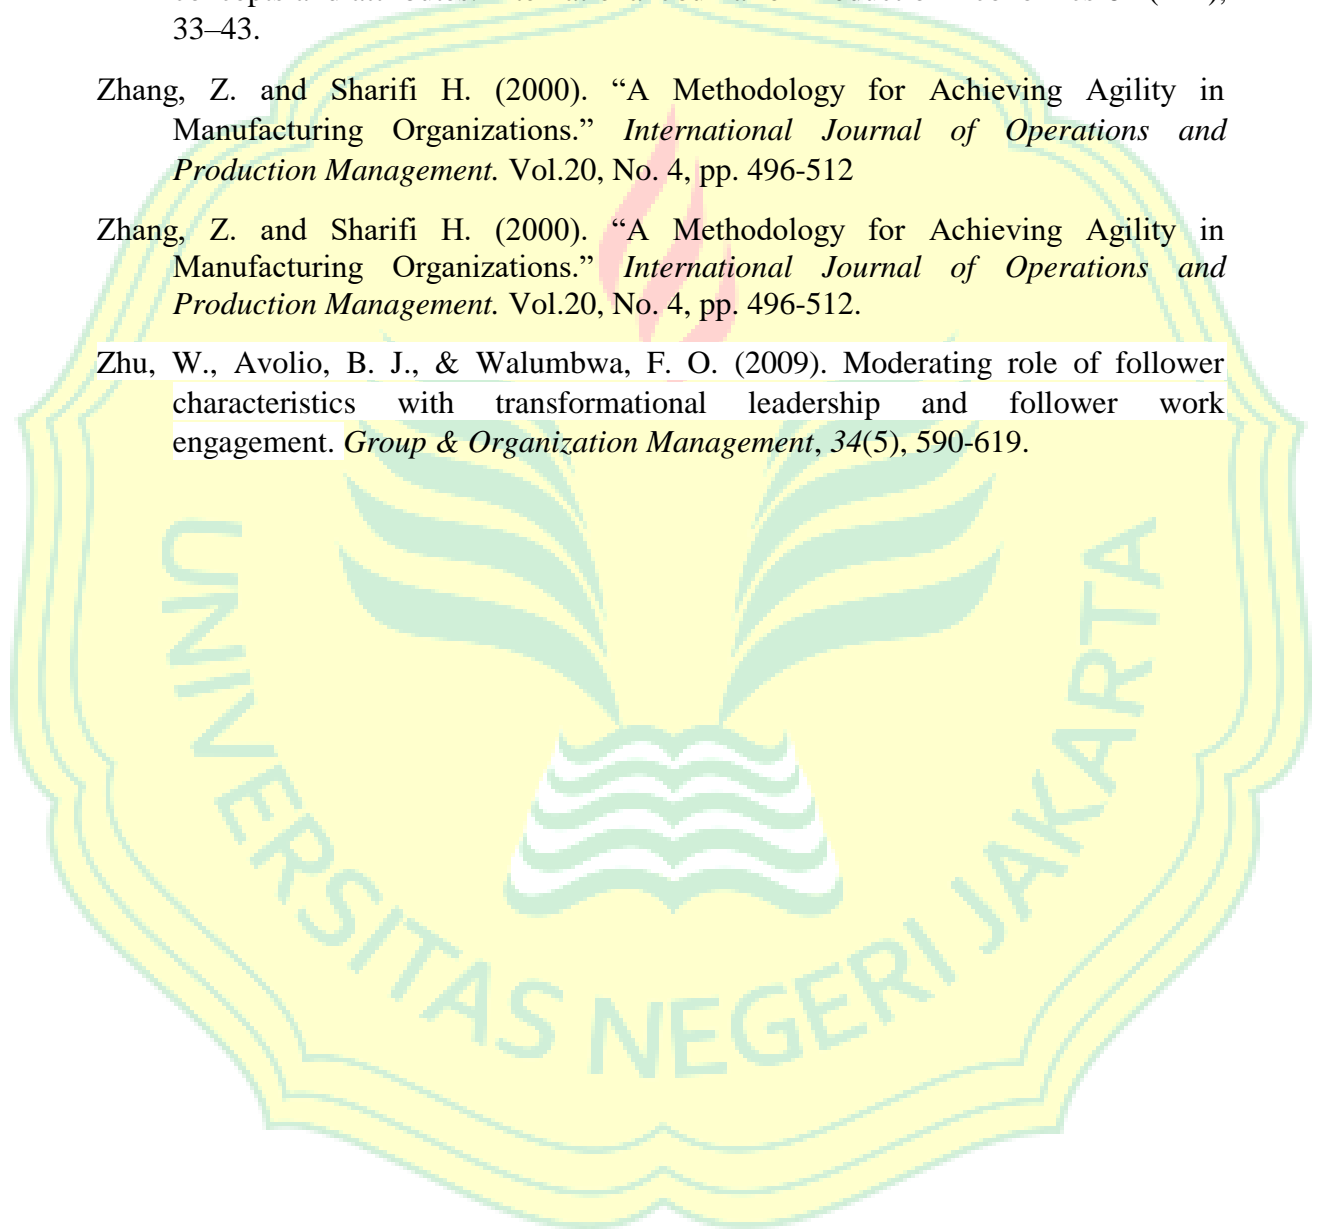 33–43.
Zhang, Z. and Sharifi H. (2000). “A Methodology for Achieving Agility in
Manufacturing Organizations.” International Journal of Operations and
Production Management. Vol.20, No. 4, pp. 496-512
Zhang, Z. and Sharifi H. (2000). “A Methodology for Achieving Agility in
Manufacturing Organizations.” International Journal of Operations and
Production Management. Vol.20, No. 4, pp. 496-512.
Zhu, W., Avolio, B. J., & Walumbwa, F. O. (2009). Moderating role of follower
characteristics with transformational leadership and follower work
engagement. Group & Organization Management, 34(5), 590-619.
UNIVERSITAS NEGERI JAKARTA